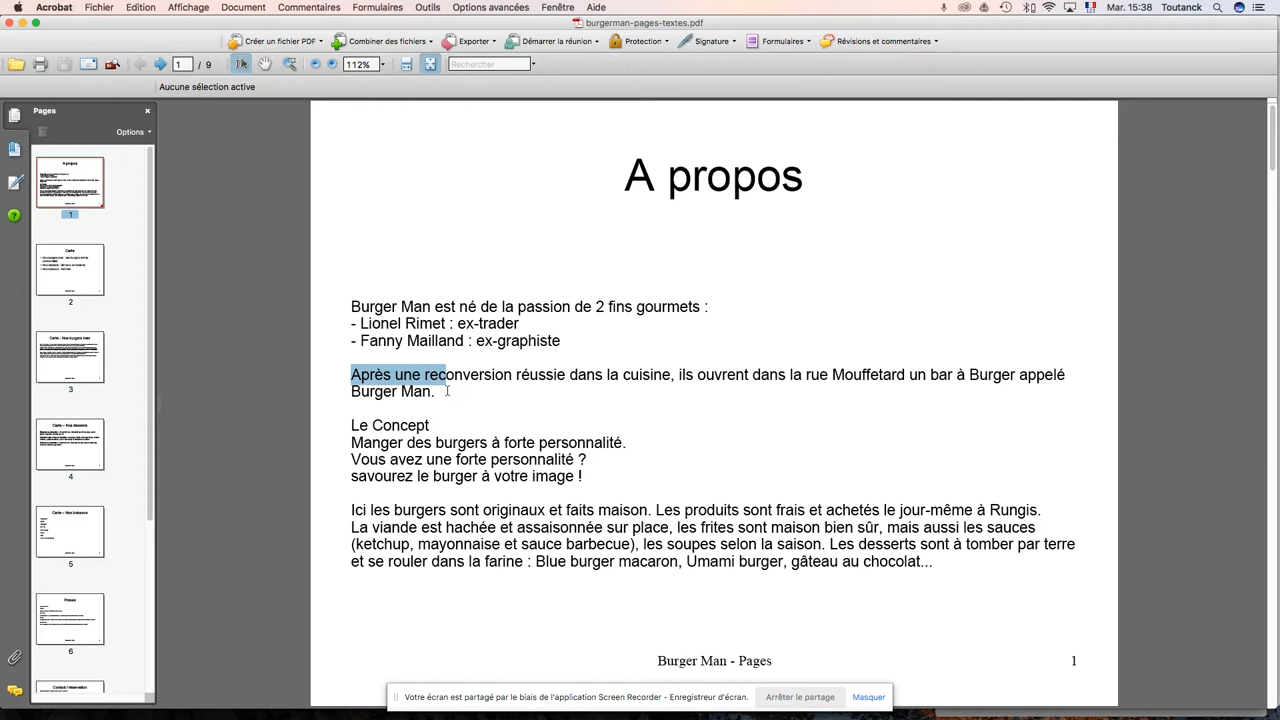 Acrobat Fichier Edition Affichage Document Commentaires Formulaires Outils Options avancées Fenêtre Aide Mar. 15:38 Toutanck
burgerman-pages-textes.pdf
Créer un fichier PDF Combiner des fichiers Exporter Démarrer la réunion Protection Signature Formulaires Révisions et commentaires
1 / 9 112% Rechercher
Aucune sélection active
Pages
Options
1
2
3
4
5
6
A propos
Burger Man est né de la passion de 2 fins gourmets :
- Lionel Rimet : ex-trader
- Fanny Mailland : ex-graphiste
Après une reconversion réussie dans la cuisine, ils ouvrent dans la rue Mouffetard un bar à Burger appelé
Burger Man.
Le Concept
Manger des burgers à forte personnalité.
Vous avez une forte personnalité ?
savourez le burger à votre image !
Ici les burgers sont originaux et faits maison. Les produits sont frais et achetés le jour-même à Rungis.
La viande est hachée et assaisonnée sur place, les frites sont maison bien sûr, mais aussi les sauces
(ketchup, mayonnaise et sauce barbecue), les soupes selon la saison. Les desserts sont à tomber par terre
et se rouler dans la farine : Blue burger macaron, Umami burger, gâteau au chocolat...
Burger Man - Pages 1
Votre écran est partagé par le biais de l'application Screen Recorder - Enregistreur d'écran. Arrêter le partage Masquer